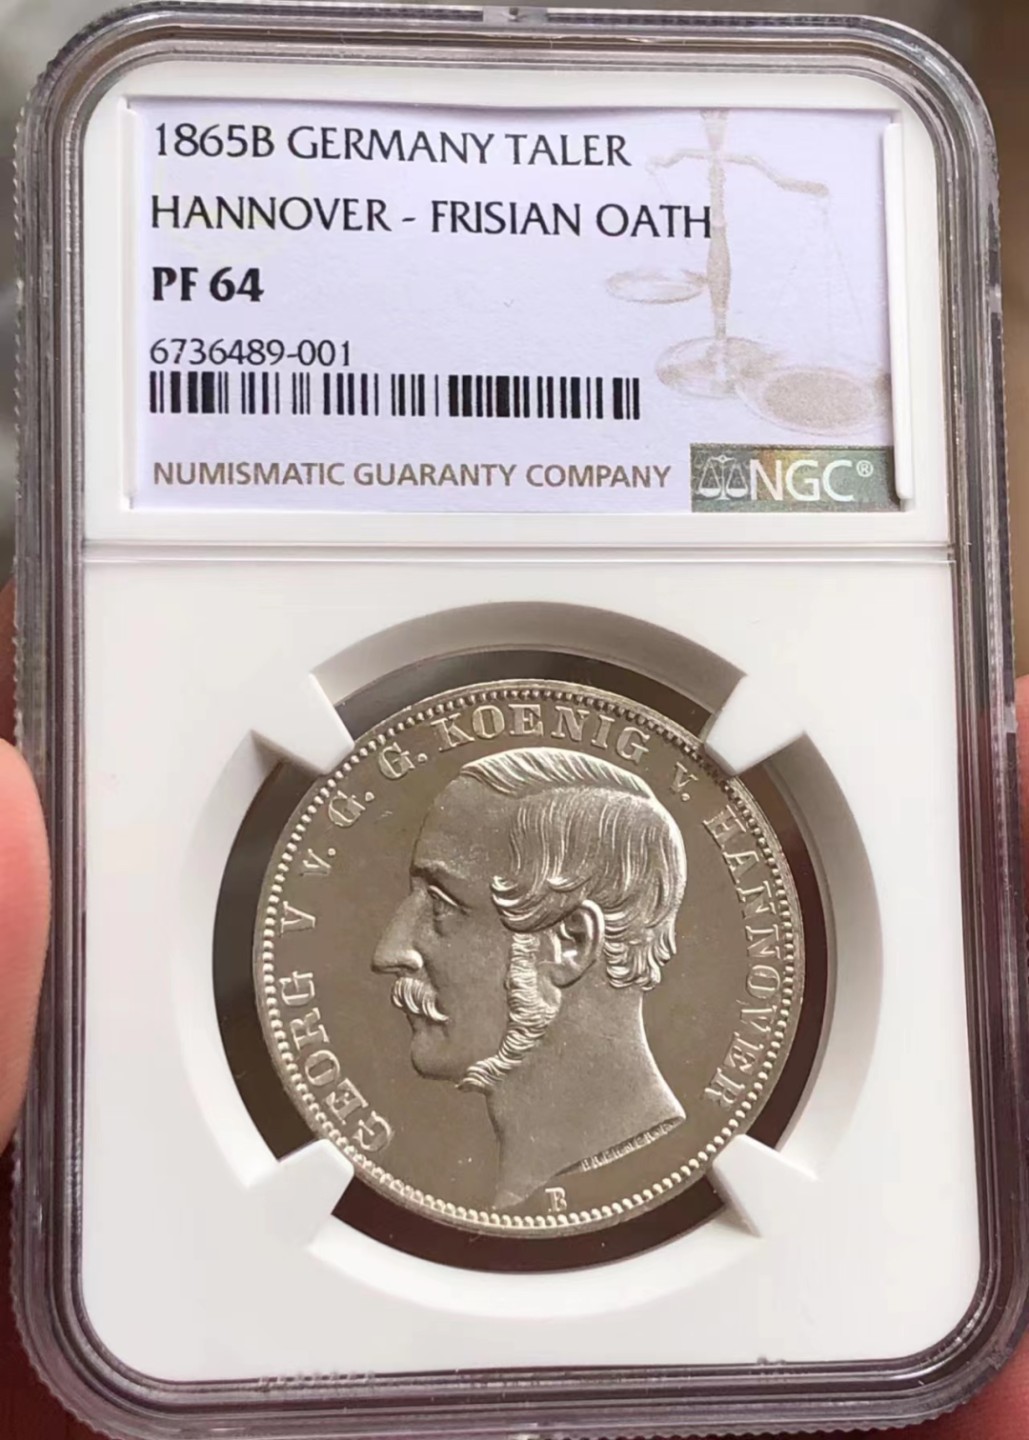 1865B GERMANY TALER
HANNOVER - FRISIAN OATH
PF 64
6736489-001
NUMISMATIC GUARANTY COMPANY
NGC®
GEORG V v. G. G. KOENIG v. HANNOVER
B